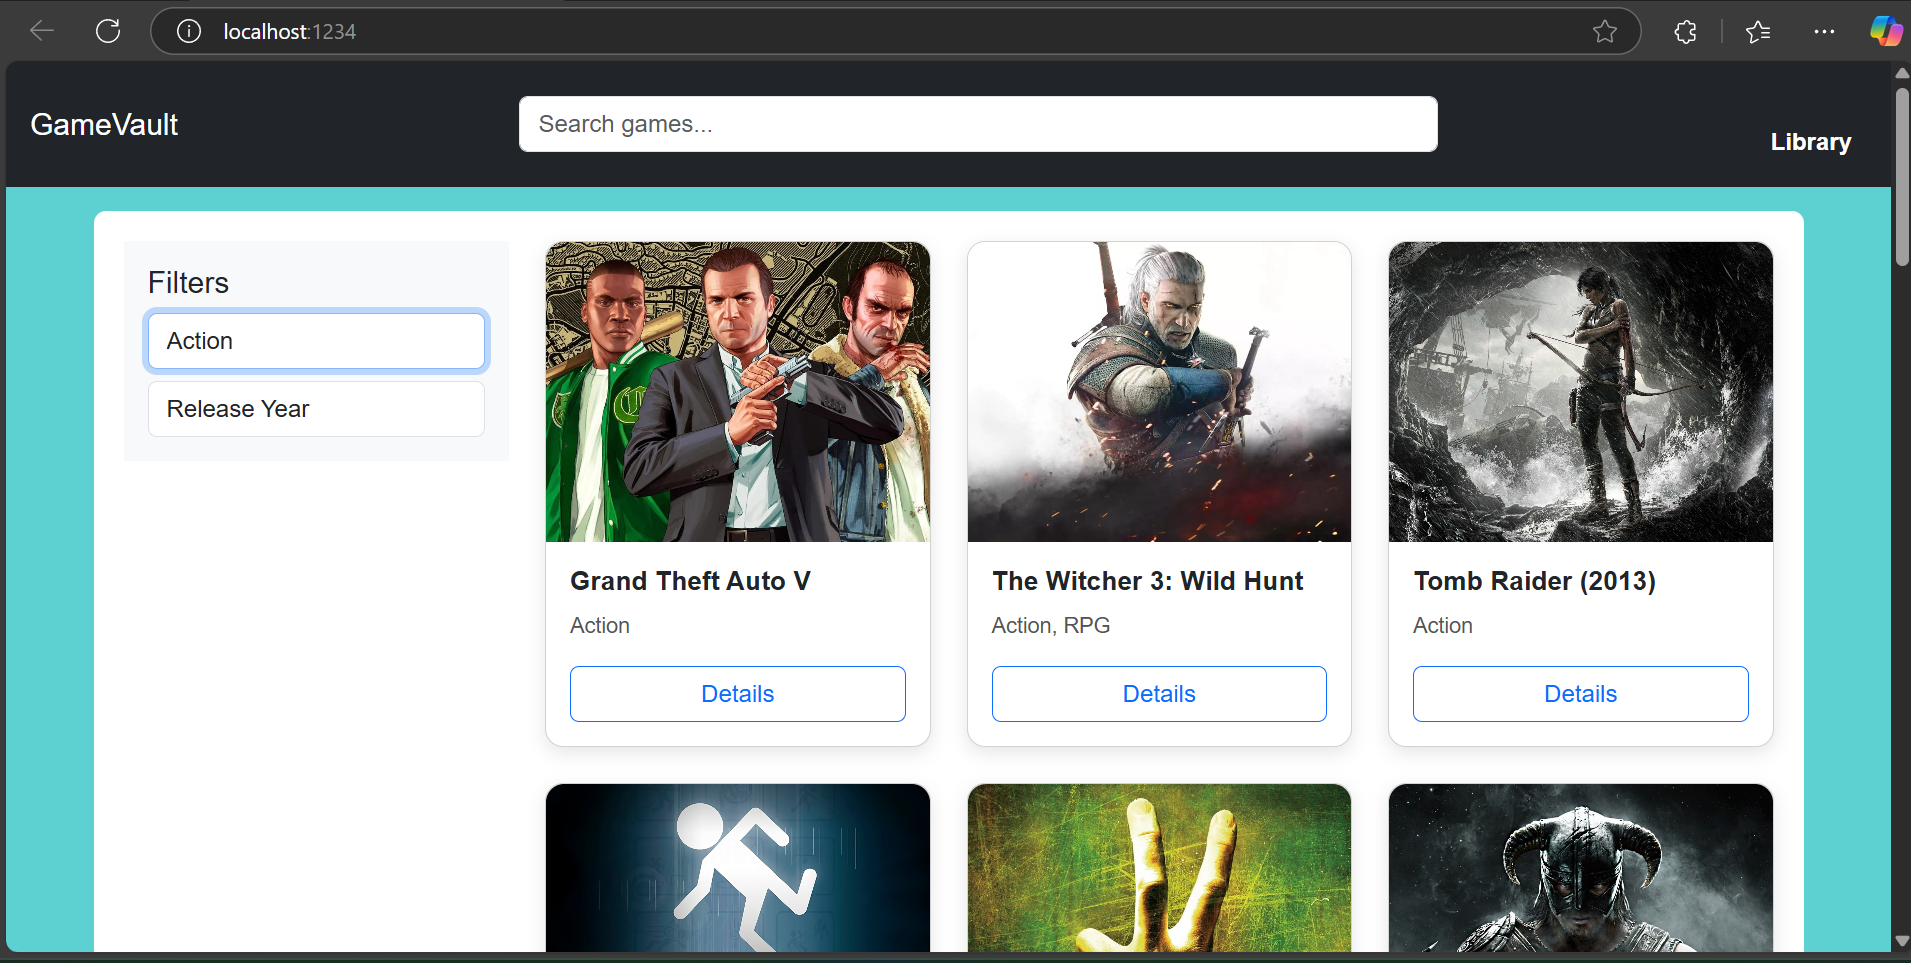 localhost:1234
GameVault
Search games...
Library
Filters
Action
Release Year
Grand Theft Auto V
Action
Details
The Witcher 3: Wild Hunt
Action, RPG
Details
Tomb Raider (2013)
Action
Details